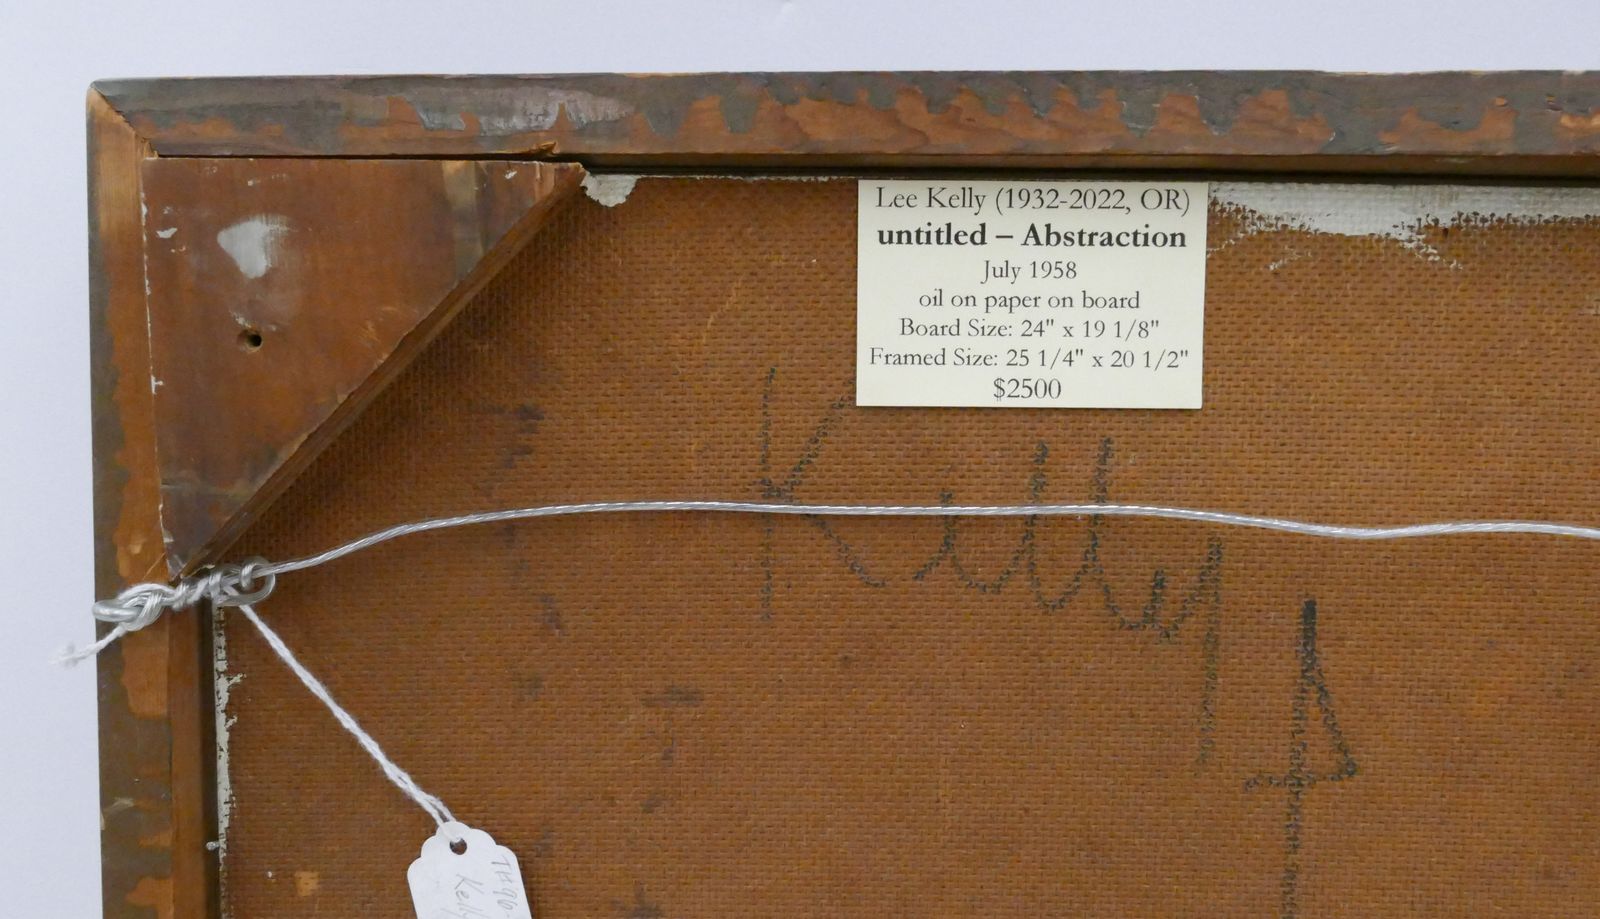 Lee Kelly (1932-2022, OR)
untitled – Abstraction
July 1958
oil on paper on board
Board Size: 24" x 19 1/8"
Framed Size: 25 1/4" x 20 1/2"
$2500
Kelly
Kelly